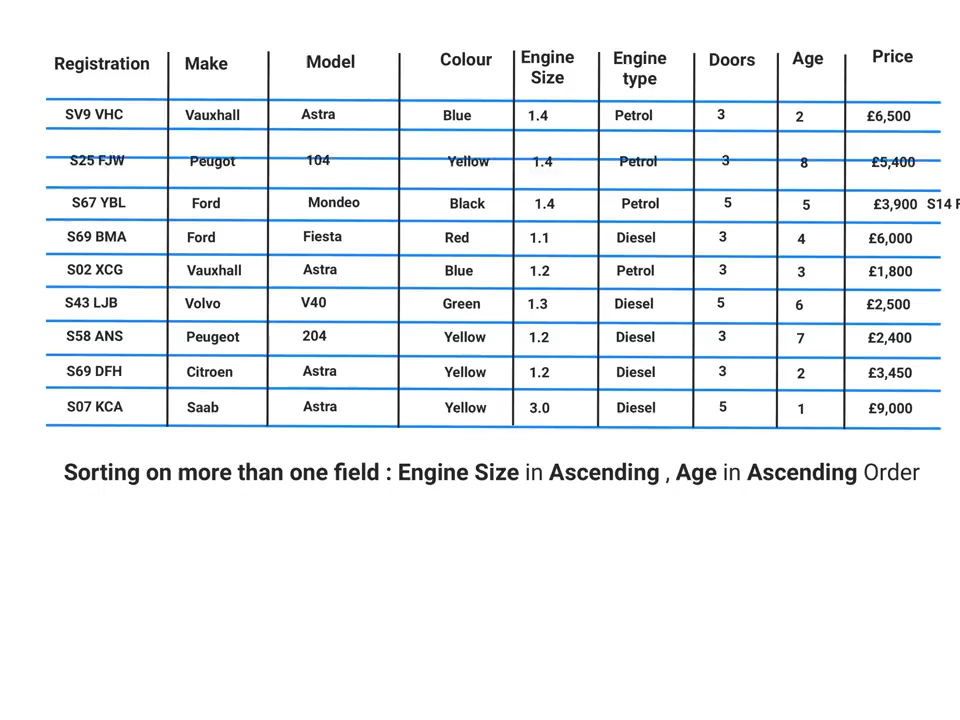 Registration Make Model Colour Engine Size Engine type Doors Age Price
SV9 VHC Vauxhall Astra Blue 1.4 Petrol 3 2 £6,500
S25 FJW Peugot 104 Yellow 1.4 Petrol 3 8 £5,400
S67 YBL Ford Mondeo Black 1.4 Petrol 5 5 £3,900 S14
S69 BMA Ford Fiesta Red 1.1 Diesel 3 4 £6,000
S02 XCG Vauxhall Astra Blue 1.2 Petrol 3 3 £1,800
S43 LJB Volvo V40 Green 1.3 Diesel 5 6 £2,500
S58 ANS Peugeot 204 Yellow 1.2 Diesel 3 7 £2,400
S69 DFH Citroen Astra Yellow 1.2 Diesel 3 2 £3,450
S07 KCA Saab Astra Yellow 3.0 Diesel 5 1 £9,000
Sorting on more than one field : Engine Size in Ascending , Age in Ascending Order